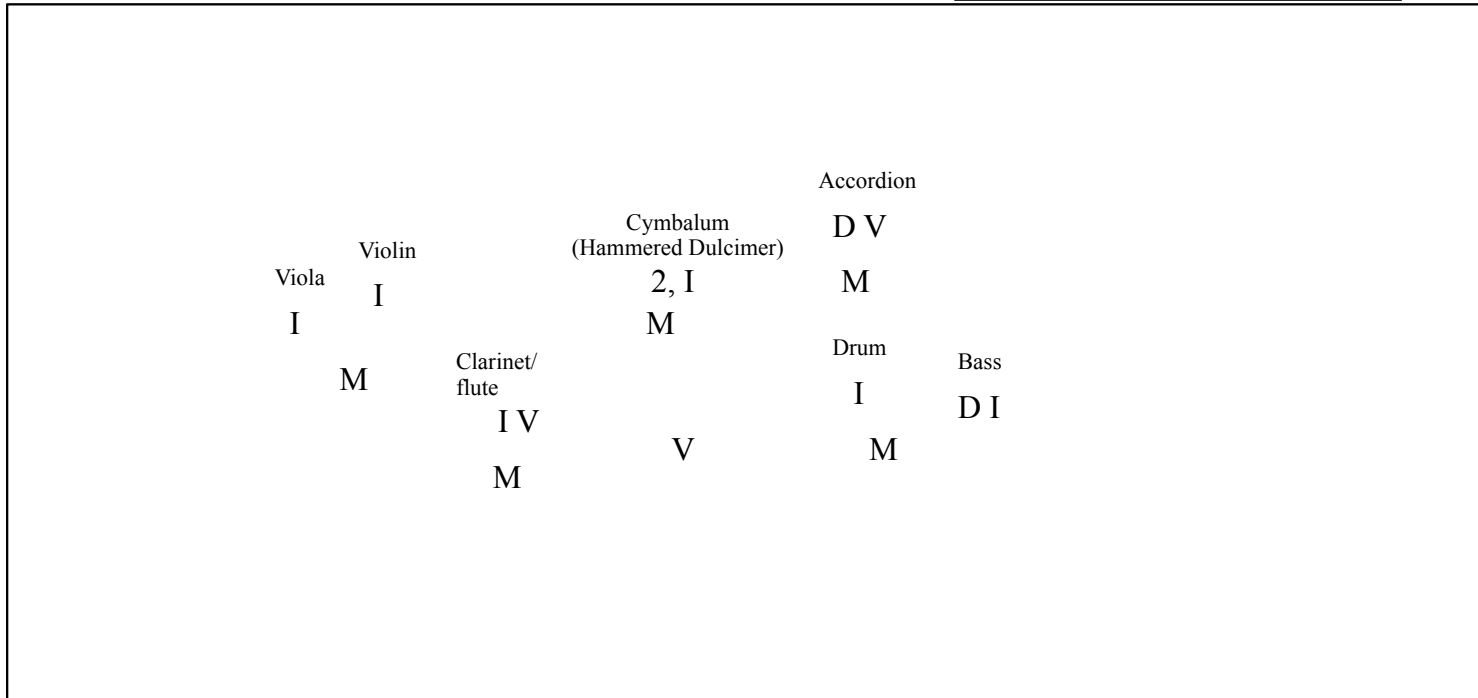 Accordion
D V
M
Cymbalum
(Hammered Dulcimer)
2, I
M
Violin
I
Viola
I
M
Clarinet/
flute
I V
M
V
Drum
I
M
Bass
D I